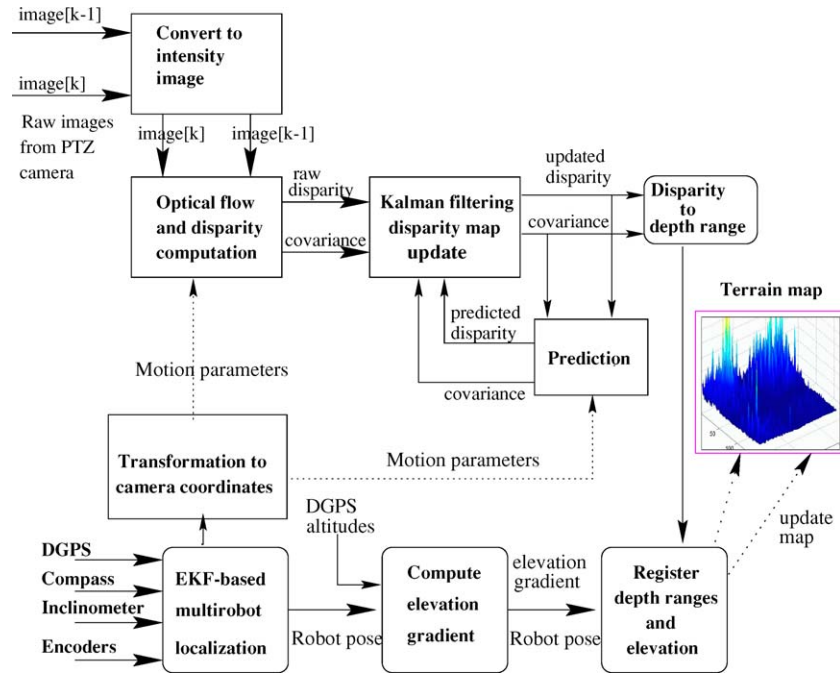 image[k-1]
Convert to
intensity
image
image[k]
Raw images
from PTZ
camera
image[k]
image[k-1]
Optical flow
and disparity
computation
raw
disparity
covariance
Kalman filtering
disparity map
update
updated
disparity
covariance
Disparity
to
depth range
predicted
disparity
covariance
Prediction
Terrain map
50
100
Motion parameters
Transformation to
camera coordinates
Motion parameters
DGPS
altitudes
DGPS
Compass
Inclinometer
Encoders
EKF-based
multirobot
localization
Robot pose
Compute
elevation
gradient
elevation
gradient
Robot pose
Register
depth ranges
and
elevation
update
map